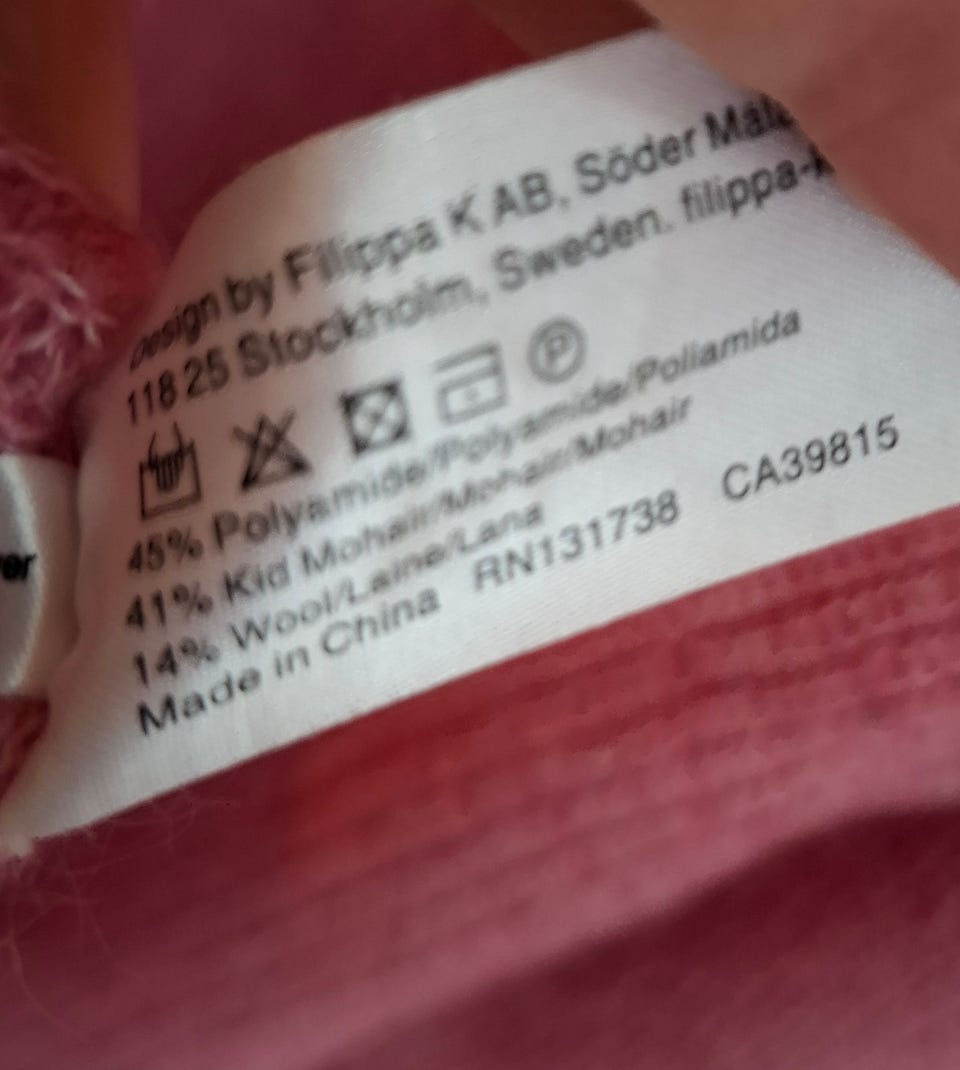 Design by Filippa K AB, Söder
118 25 Stockholm, Sweden. filippa-k
P
45% Polyamide/Polyamide/Poliamida
41% Kid Mohair/Mohair/Mohair
14% Wool/Laine/Lana
Made in China RN131738 CA39815